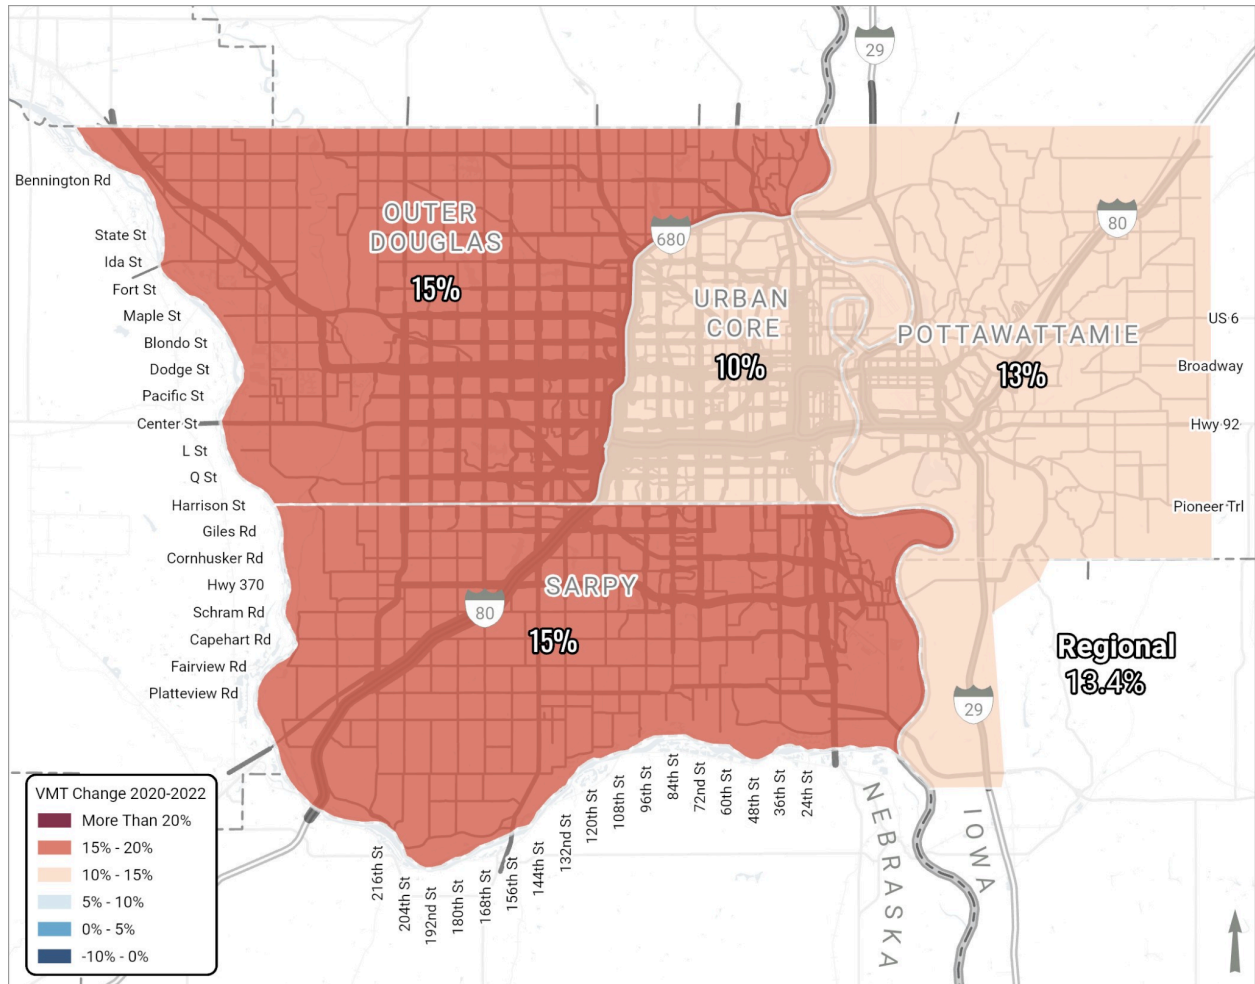 29
Bennington Rd
State St
Ida St
Fort St
Maple St
Blondo St
Dodge St
Pacific St
Center St
L St
Q St
Harrison St
Giles Rd
Cornhusker Rd
Hwy 370
Schram Rd
Capehart Rd
Fairview Rd
Platteview Rd
OUTER
DOUGLAS
15%
680
URBAN
CORE
10%
80
POTTAWATTAMIE
13%
US 6
Broadway
Hwy 92
Pioneer Trl
SARPY
80
15%
Regional
13.4%
29
VMT Change 2020-2022
More Than 20%
15% - 20%
10% - 15%
5% - 10%
0% - 5%
-10% - 0%
216th St
204th St
192nd St
180th St
168th St
156th St
144th St
132nd St
120th St
108th St
96th St
84th St
72nd St
60th St
48th St
36th St
24th St
NEBRASKA
IOWA